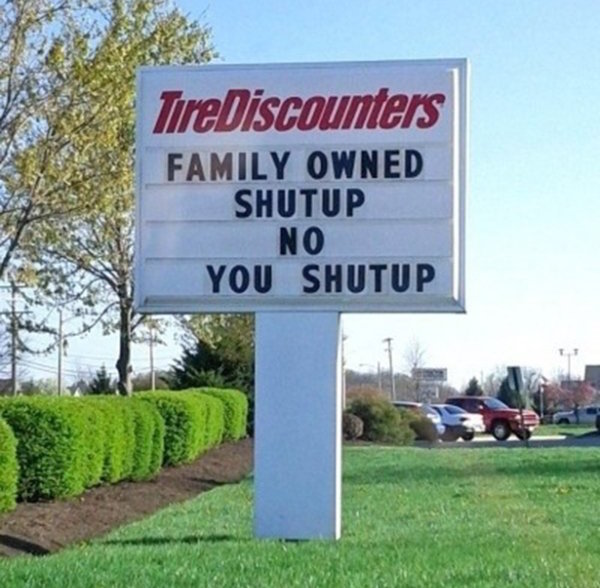 TireDiscounters
FAMILY OWNED
SHUTUP
NO
YOU SHUTUP